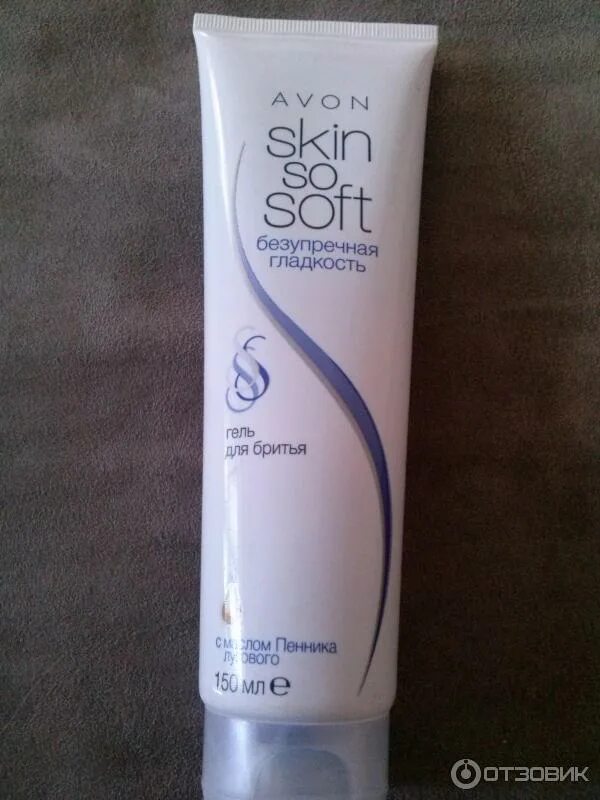 AVON
skin
so
soft
безупречная
гладкость
гель
для бритья
с маслом Пенника
лугового
150 мл e
ОТЗОВИК